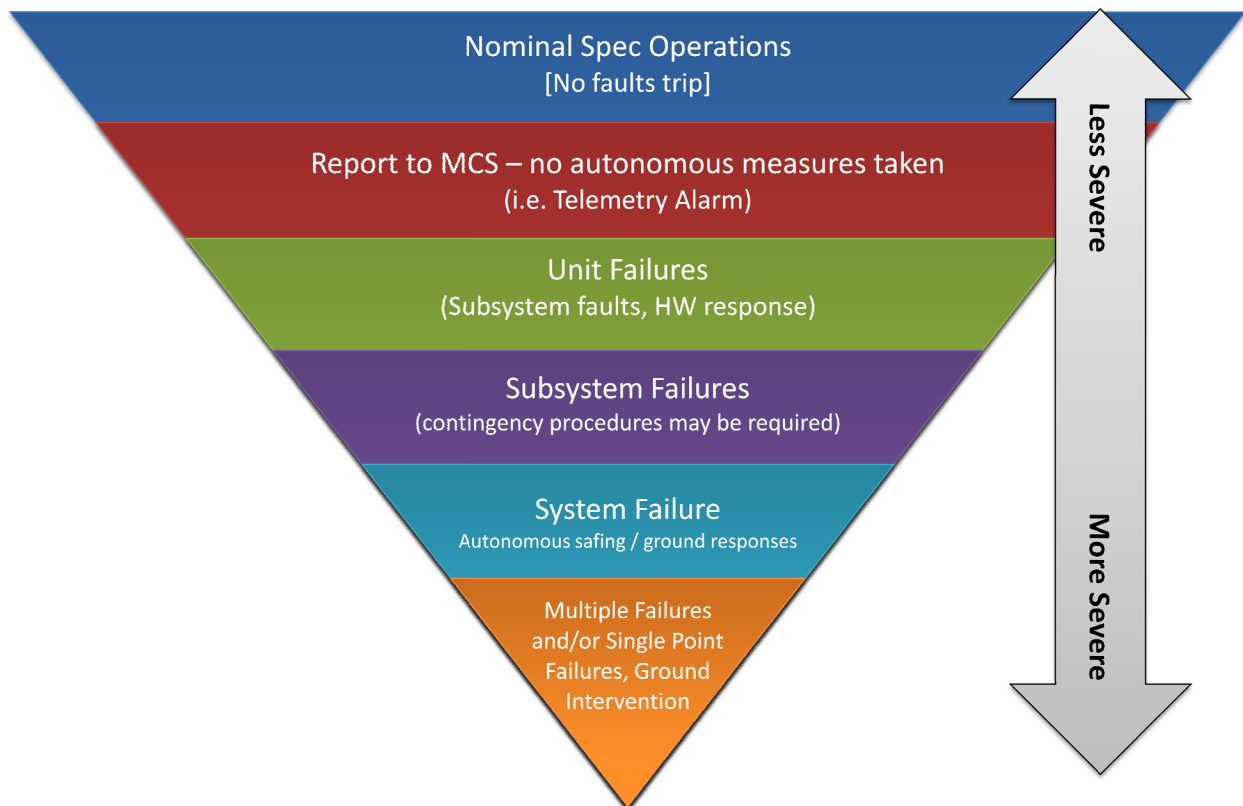 Nominal Spec Operations
[No faults trip]
Report to MCS – no autonomous measures taken
(i.e. Telemetry Alarm)
Unit Failures
(Subsystem faults, HW response)
Subsystem Failures
(contingency procedures may be required)
System Failure
Autonomous safing / ground responses
Multiple Failures
and/or Single Point
Failures, Ground
Intervention
Less Severe
More Severe